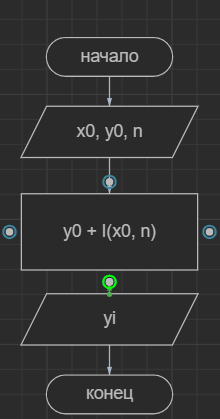 начало
x0, y0, n
y0 + I(x0, n)
yi
конец